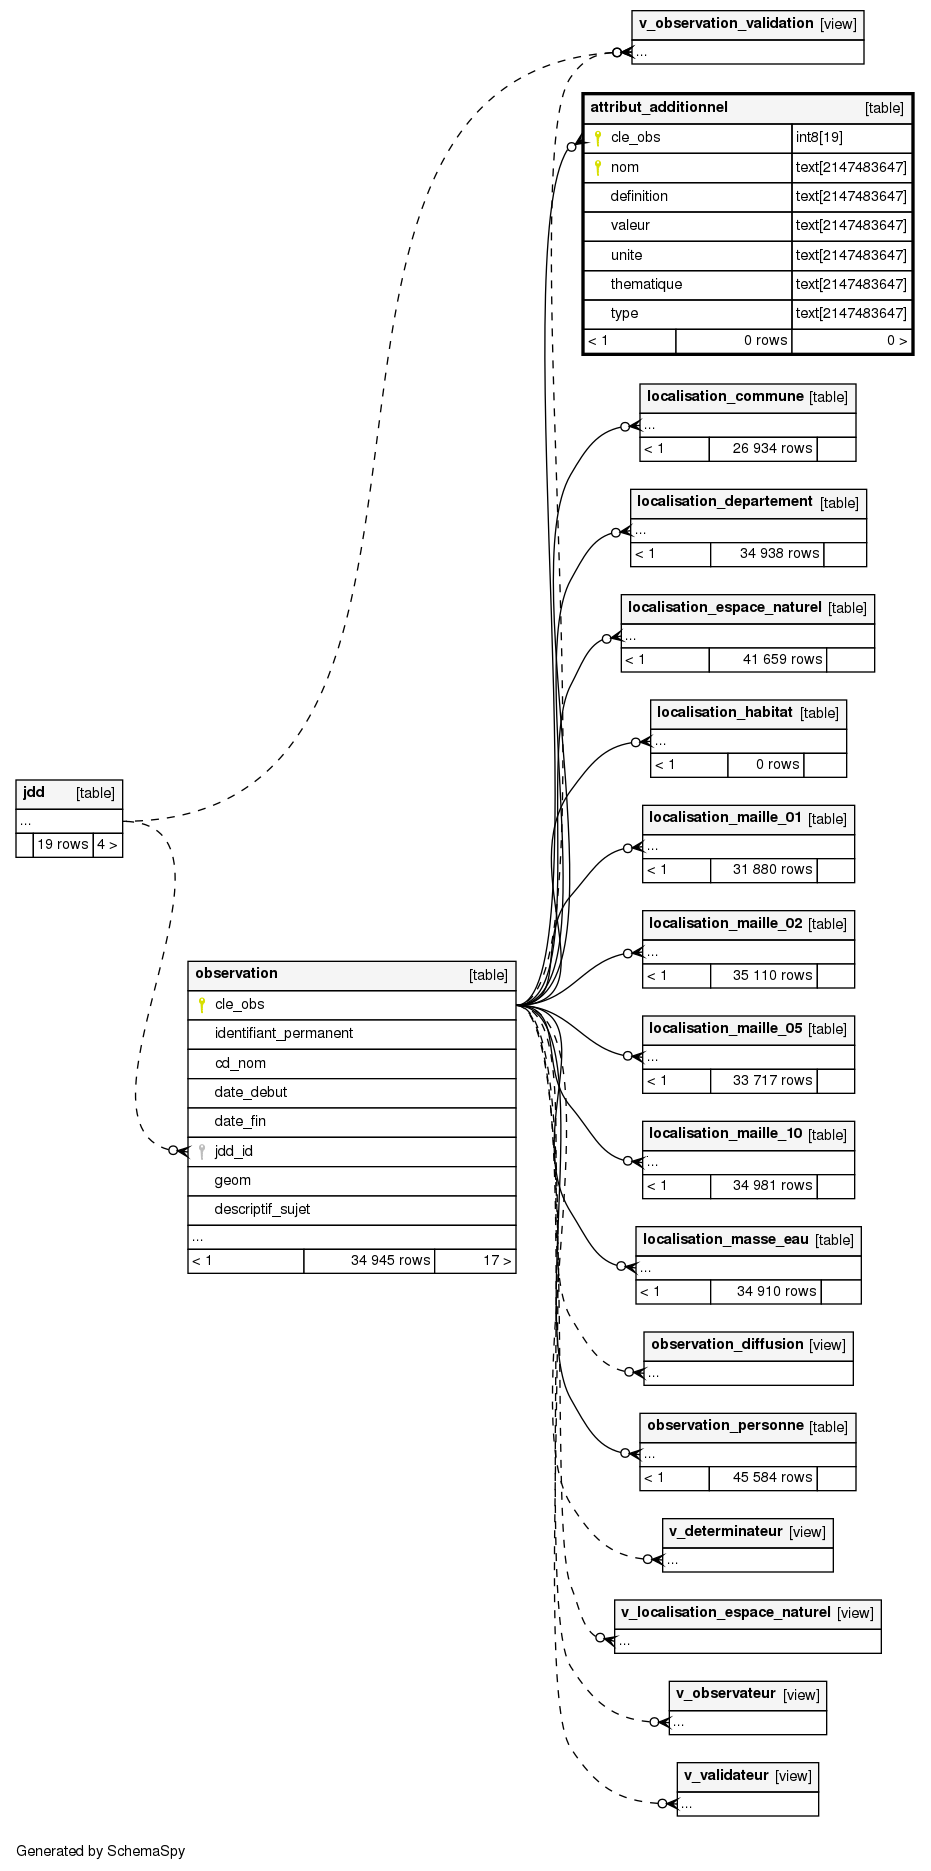 v_observation_validation [view]
...
attribut_additionnel [table]
cle_obs int8[19]
nom text[2147483647]
definition text[2147483647]
valeur text[2147483647]
unite text[2147483647]
thematique text[2147483647]
type text[2147483647]
< 1 0 rows 0 >
localisation_commune [table]
...
< 1 26 934 rows
localisation_departement [table]
...
< 1 34 938 rows
localisation_espace_naturel [table]
...
< 1 41 659 rows
localisation_habitat [table]
...
< 1 0 rows
jdd [table]
...
19 rows 4 >
localisation_maille_01 [table]
...
< 1 31 880 rows
localisation_maille_02 [table]
...
< 1 35 110 rows
observation [table]
cle_obs
identifiant_permanent
cd_nom
date_debut
date_fin
jdd_id
geom
descriptif_sujet
...
< 1 34 945 rows 17 >
localisation_maille_05 [table]
...
< 1 33 717 rows
localisation_maille_10 [table]
...
< 1 34 981 rows
localisation_masse_eau [table]
...
< 1 34 910 rows
observation_diffusion [view]
...
observation_personne [table]
...
< 1 45 584 rows
v_determinateur [view]
...
v_localisation_espace_naturel [view]
...
v_observateur [view]
...
v_validateur [view]
...
Generated by SchemaSpy